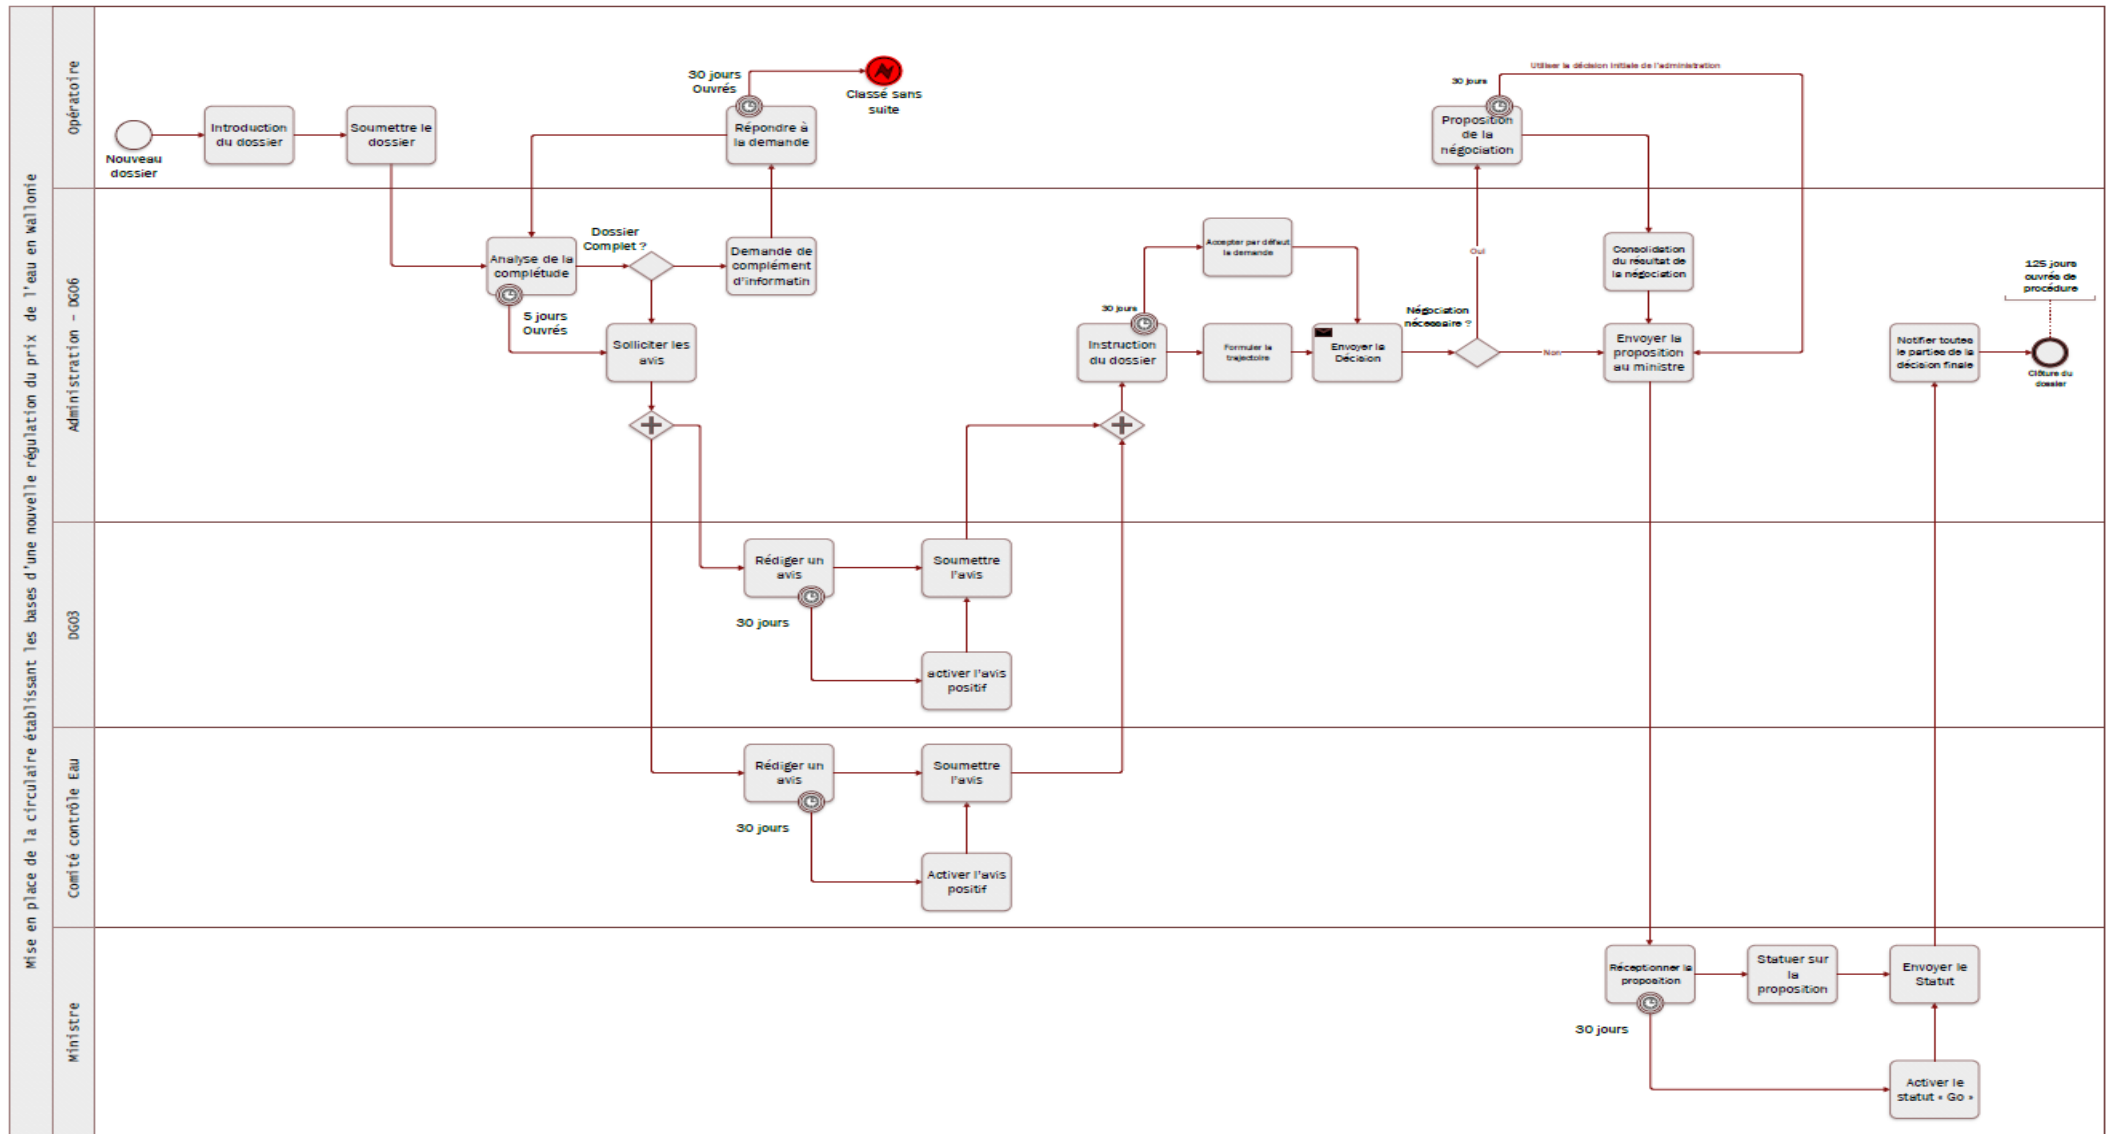 Mise en place de la circulaire établissant les bases d'une nouvelle régulation du prix de l'eau en Wallonie
Opératoire
Nouveau
dossier
Introduction
du dossier
Soumettre le
dossier
30 jours
Ouvrés
Répondre à
la demande
Classé sans
suite
30 jours
Utiliser la décision initiale de l'administration
Proposition
de la
négociation
Administration - DGO6
Analyse de la
complétude
5 jours
Ouvrés
Dossier
Complet ?
Demande de
complément
d'informatin
Solliciter les
avis
30 jours
Instruction
du dossier
Accepter par défaut
la demande
Formuler la
trajectoire
Envoyer la
Décision
Négociation
nécessaire ?
Oui
Non
Consolidation
du résultat de
la négociation
Envoyer la
proposition
au ministre
Notifier toutes
le parties de la
décision finale
125 jours
ouvrés de
procédure
Clôture du
dossier
DGO3
Rédiger un
avis
30 jours
Soumettre
l'avis
activer l'avis
positif
Comité contrôle Eau
Rédiger un
avis
30 jours
Soumettre
l'avis
Activer l'avis
positif
Ministre
Réceptionner la
proposition
30 jours
Statuer sur
la
proposition
Envoyer le
Statut
Activer le
statut « Go »